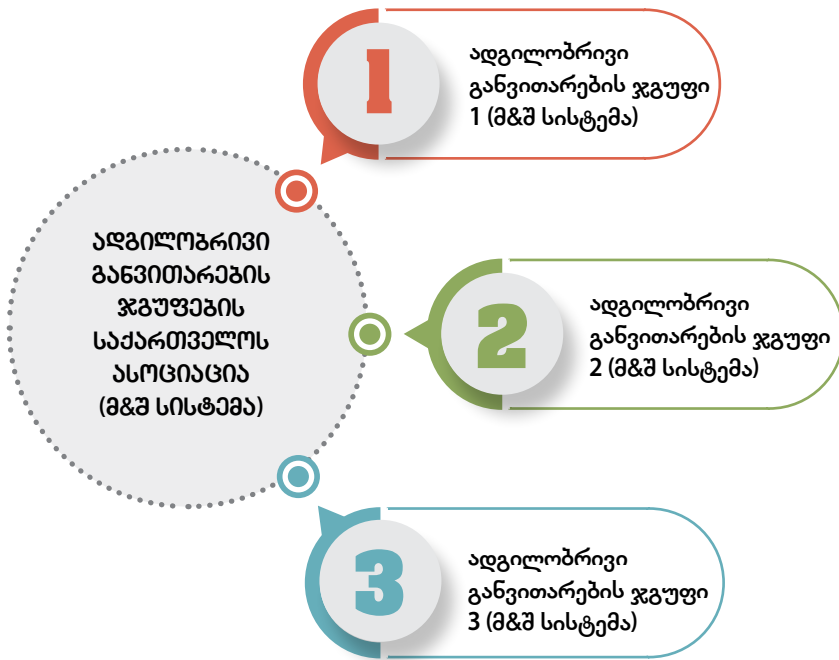 1
ადგილობრივი
განვითარების ჯგუფი
1 (მ&შ სისტემა)
ადგილობრივი
განვითარების
ჯგუფების
საქართველოს
ასოციაცია
(მ&შ სისტემა)
2
ადგილობრივი
განვითარების ჯგუფი
2 (მ&შ სისტემა)
3
ადგილობრივი
განვითარების ჯგუფი
3 (მ&შ სისტემა)